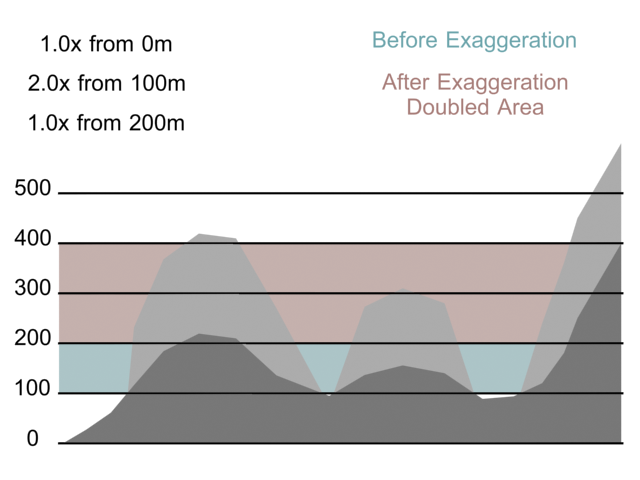 1.0x from 0m
2.0x from 100m
1.0x from 200m
Before Exaggeration
After Exaggeration
Doubled Area
500
400
300
200
100
0